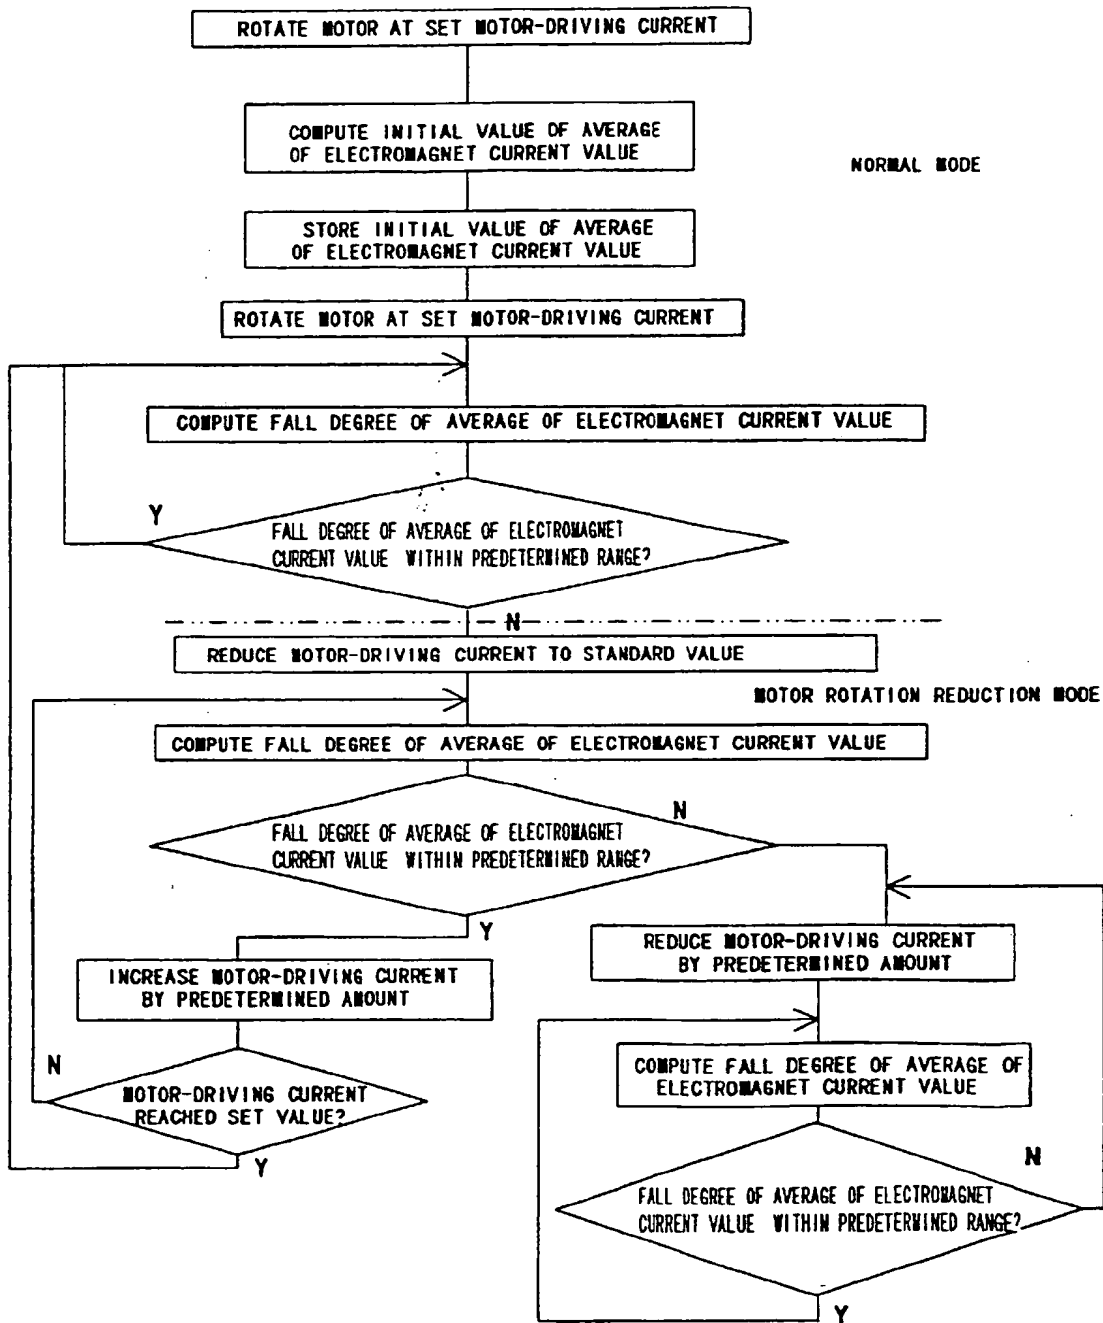 ROTATE MOTOR AT SET MOTOR-DRIVING CURRENT
COMPUTE INITIAL VALUE OF AVERAGE
OF ELECTROMAGNET CURRENT VALUE
NORMAL MODE
STORE INITIAL VALUE OF AVERAGE
OF ELECTROMAGNET CURRENT VALUE
ROTATE MOTOR AT SET MOTOR-DRIVING CURRENT
COMPUTE FALL DEGREE OF AVERAGE OF ELECTROMAGNET CURRENT VALUE
Y
FALL DEGREE OF AVERAGE OF ELECTROMAGNET
CURRENT VALUE WITHIN PREDETERMINED RANGE?
N
REDUCE MOTOR-DRIVING CURRENT TO STANDARD VALUE
MOTOR ROTATION REDUCTION MODE
COMPUTE FALL DEGREE OF AVERAGE OF ELECTROMAGNET CURRENT VALUE
N
FALL DEGREE OF AVERAGE OF ELECTROMAGNET
CURRENT VALUE WITHIN PREDETERMINED RANGE?
Y
INCREASE MOTOR-DRIVING CURRENT
BY PREDETERMINED AMOUNT
N
MOTOR-DRIVING CURRENT
REACHED SET VALUE?
Y
REDUCE MOTOR-DRIVING CURRENT
BY PREDETERMINED AMOUNT
COMPUTE FALL DEGREE OF AVERAGE OF
ELECTROMAGNET CURRENT VALUE
N
FALL DEGREE OF AVERAGE OF ELECTROMAGNET
CURRENT VALUE WITHIN PREDETERMINED RANGE?
Y